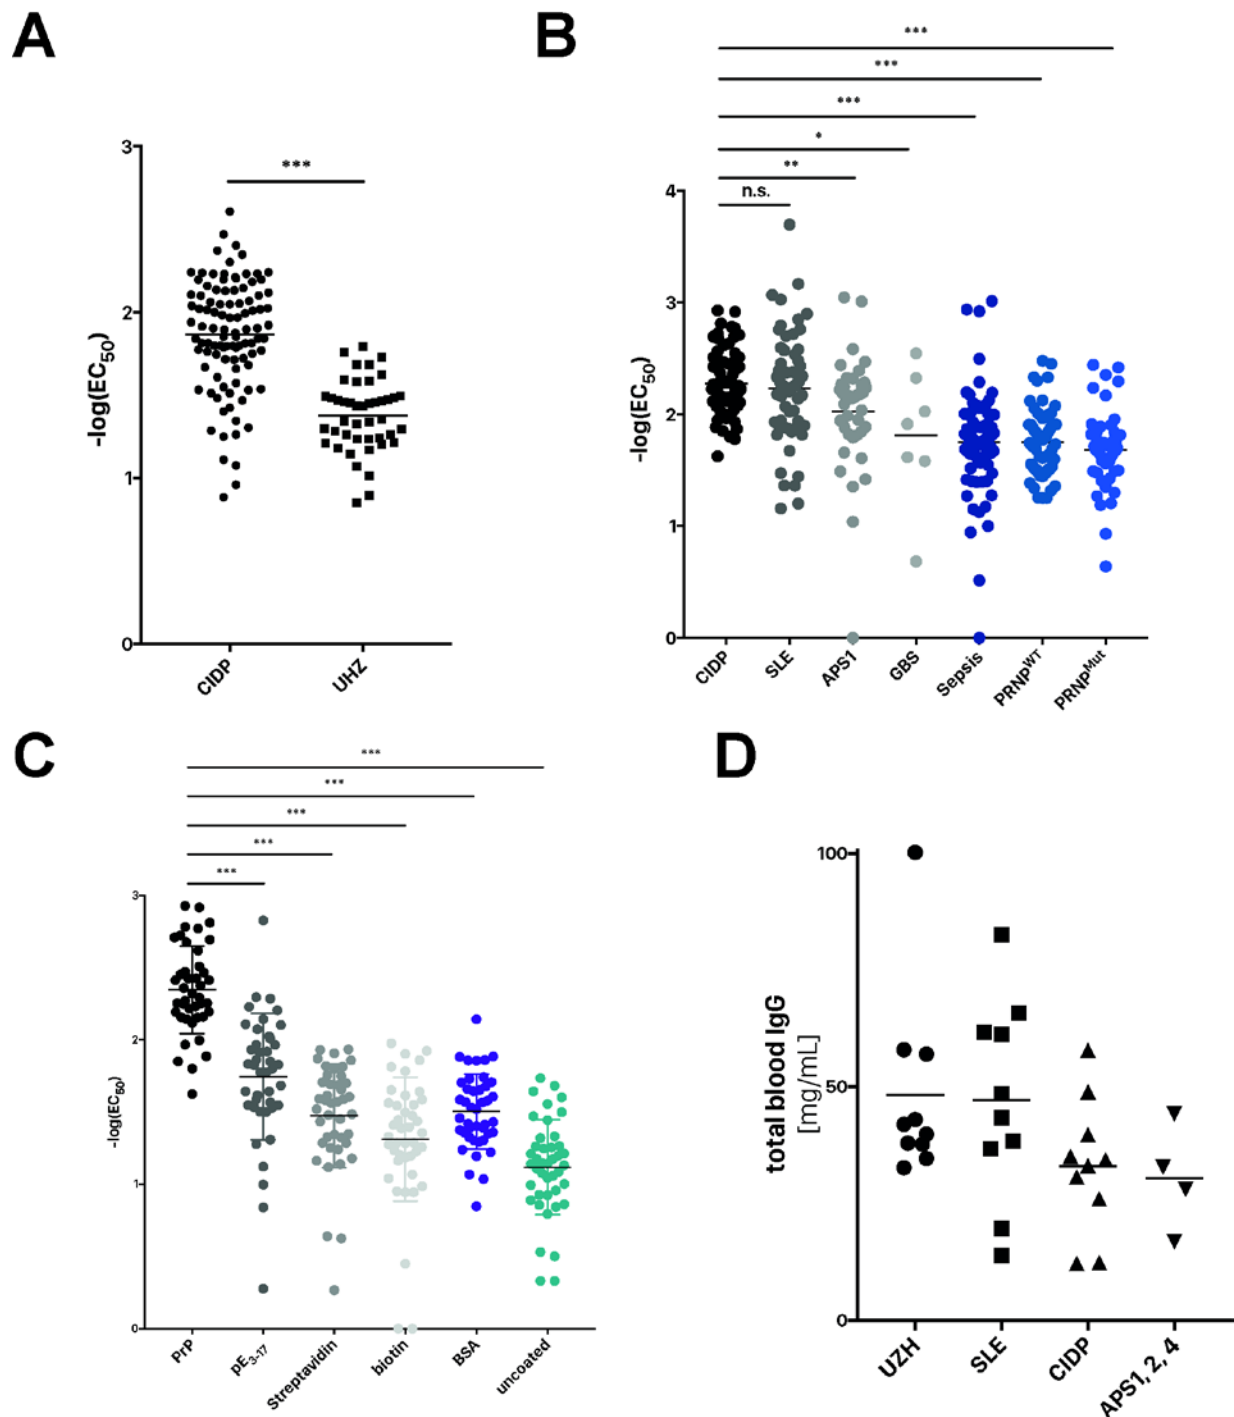 A
3
2
1
0
-log(EC50)
***
CIDP
UHZ
B
***
***
***
*
**
n.s.
4
3
2
1
0
-log(EC50)
CIDP
SLE
APS1
GBS
Sepsis
PRNPWT
PRNPMut
C
***
***
***
***
***
3
2
1
0
-log(EC50)
PrP
pE3-17
Streptavidin
biotin
BSA
uncoated
D
100
50
0
total blood IgG
[mg/mL]
UZH
SLE
CIDP
APS1, 2, 4